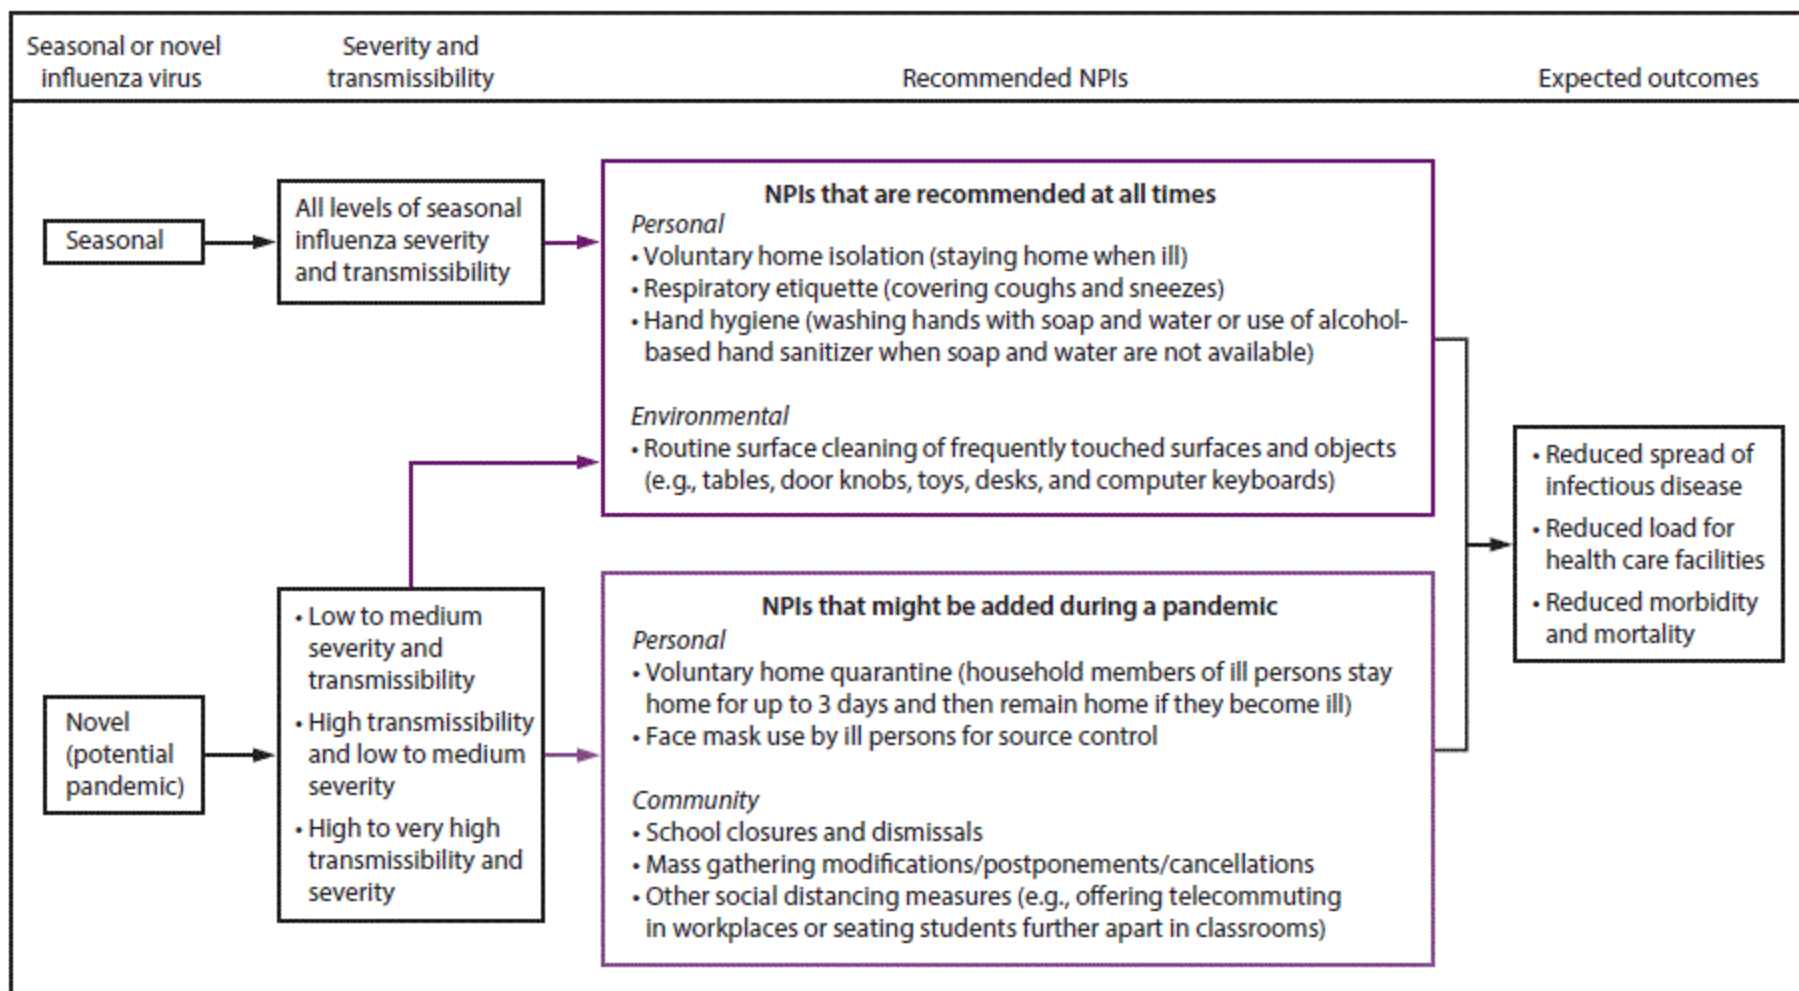 Seasonal or novel
influenza virus
Severity and
transmissibility
Recommended NPIs
Expected outcomes
Seasonal
All levels of seasonal
influenza severity
and transmissibility
NPIs that are recommended at all times
Personal
• Voluntary home isolation (staying home when ill)
• Respiratory etiquette (covering coughs and sneezes)
• Hand hygiene (washing hands with soap and water or use of alcohol-
based hand sanitizer when soap and water are not available)
Environmental
• Routine surface cleaning of frequently touched surfaces and objects
(e.g., tables, door knobs, toys, desks, and computer keyboards)
Novel
(potential
pandemic)
• Low to medium
severity and
transmissibility
• High transmissibility
and low to medium
severity
• High to very high
transmissibility and
severity
NPIs that might be added during a pandemic
Personal
• Voluntary home quarantine (household members of ill persons stay
home for up to 3 days and then remain home if they become ill)
• Face mask use by ill persons for source control
Community
• School closures and dismissals
• Mass gathering modifications/postponements/cancellations
• Other social distancing measures (e.g., offering telecommuting
in workplaces or seating students further apart in classrooms)
• Reduced spread of
infectious disease
• Reduced load for
health care facilities
• Reduced morbidity
and mortality